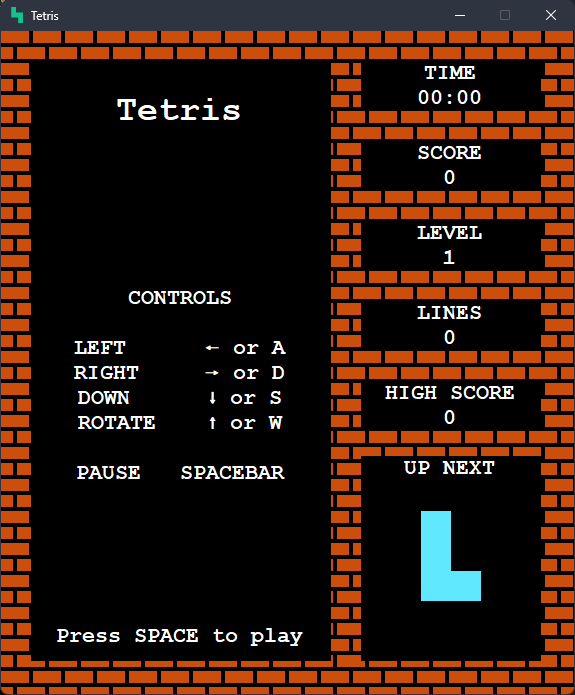 Tetris
Tetris
CONTROLS
LEFT ← or A
RIGHT → or D
DOWN ↓ or S
ROTATE ↑ or W
PAUSE SPACEBAR
Press SPACE to play
TIME
00:00
SCORE
0
LEVEL
1
LINES
0
HIGH SCORE
0
UP NEXT